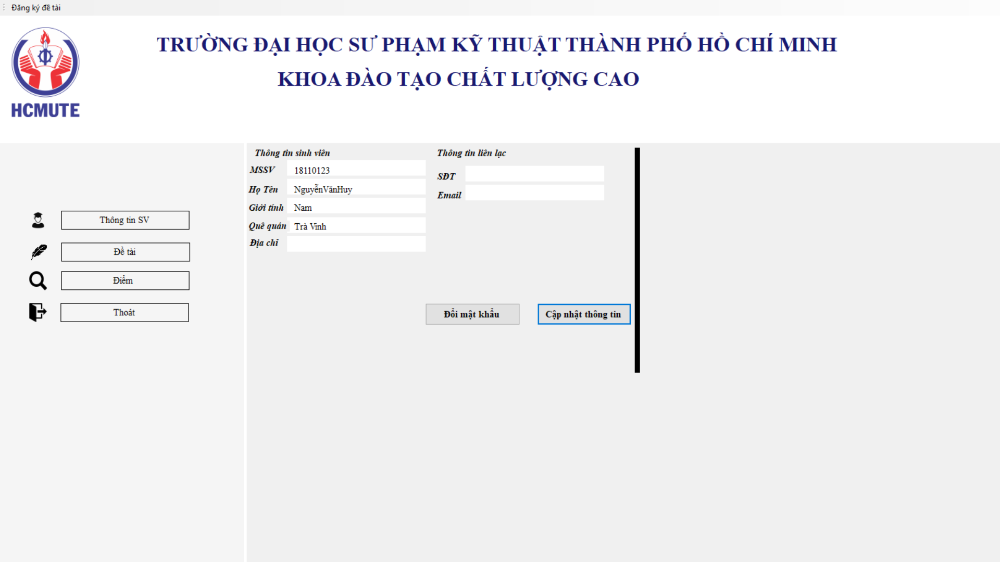 Đăng ký đề tài
TRƯỜNG ĐẠI HỌC SƯ PHẠM KỸ THUẬT THÀNH PHỐ HỒ CHÍ MINH
KHOA ĐÀO TẠO CHẤT LƯỢNG CAO
HCMUTE
Thông tin SV
Đề tài
Điểm
Thoát
Thông tin sinh viên
MSSV 18110123
Họ Tên NguyễnVănHuy
Giới tính Nam
Quê quán Trà Vinh
Địa chỉ
Thông tin liên lạc
SĐT
Email
Đổi mật khẩu
Cập nhật thông tin